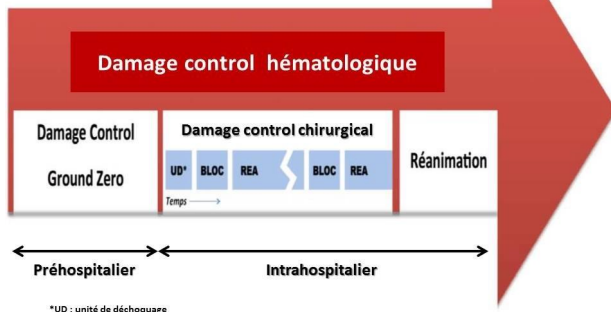 Damage control hématologique
Damage Control
Ground Zero
Damage control chirurgical
UD* BLOC REA BLOC REA
Temps
Réanimation
Préhospitalier
Intrahospitalier
*UD : unité de déchoquage